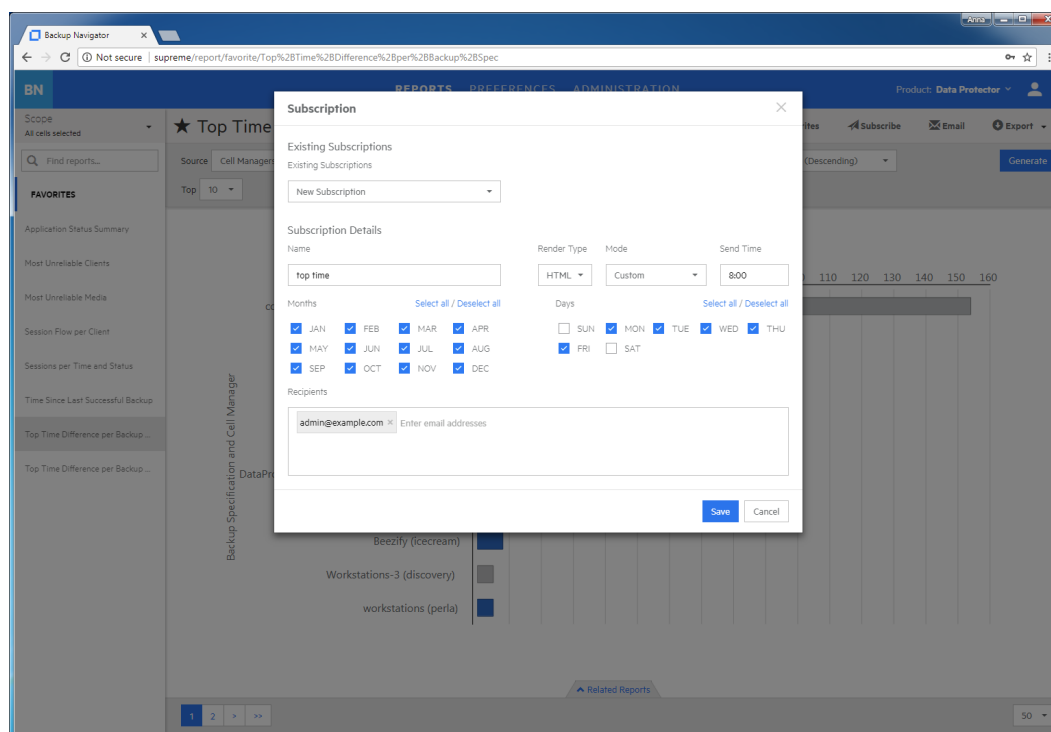 Anna
Backup Navigator
Not secure | supreme/report/favorite/Top%2BTime%2BDifference%2Bper%2BBackup%2BSpec
BN REPORTS PREFERENCES ADMINISTRATION Product: Data Protector
Scope
All cells selected
★ Top Time
Subscribe Email Export
Find reports...
Source Cell Managers (Descending) Generate
Top 10
FAVORITES
Application Status Summary
Most Unreliable Clients
Most Unreliable Media
Session Flow per Client
Sessions per Time and Status
Time Since Last Successful Backup
Top Time Difference per Backup ...
Top Time Difference per Backup ...
Subscription
Existing Subscriptions
Existing Subscriptions
New Subscription
Subscription Details
Name Render Type Mode Send Time
top time HTML Custom 8:00
Months Select all / Deselect all Days Select all / Deselect all
JAN FEB MAR APR SUN MON TUE WED THU
MAY JUN JUL AUG FRI SAT
SEP OCT NOV DEC
Recipients
admin@example.com × Enter email addresses
Save Cancel
110 120 130 140 150 160
Backup Specification and Cell Manager
DataPro
Beezify (icecream)
Workstations-3 (discovery)
workstations (perla)
Related Reports
1 2 > >> 50